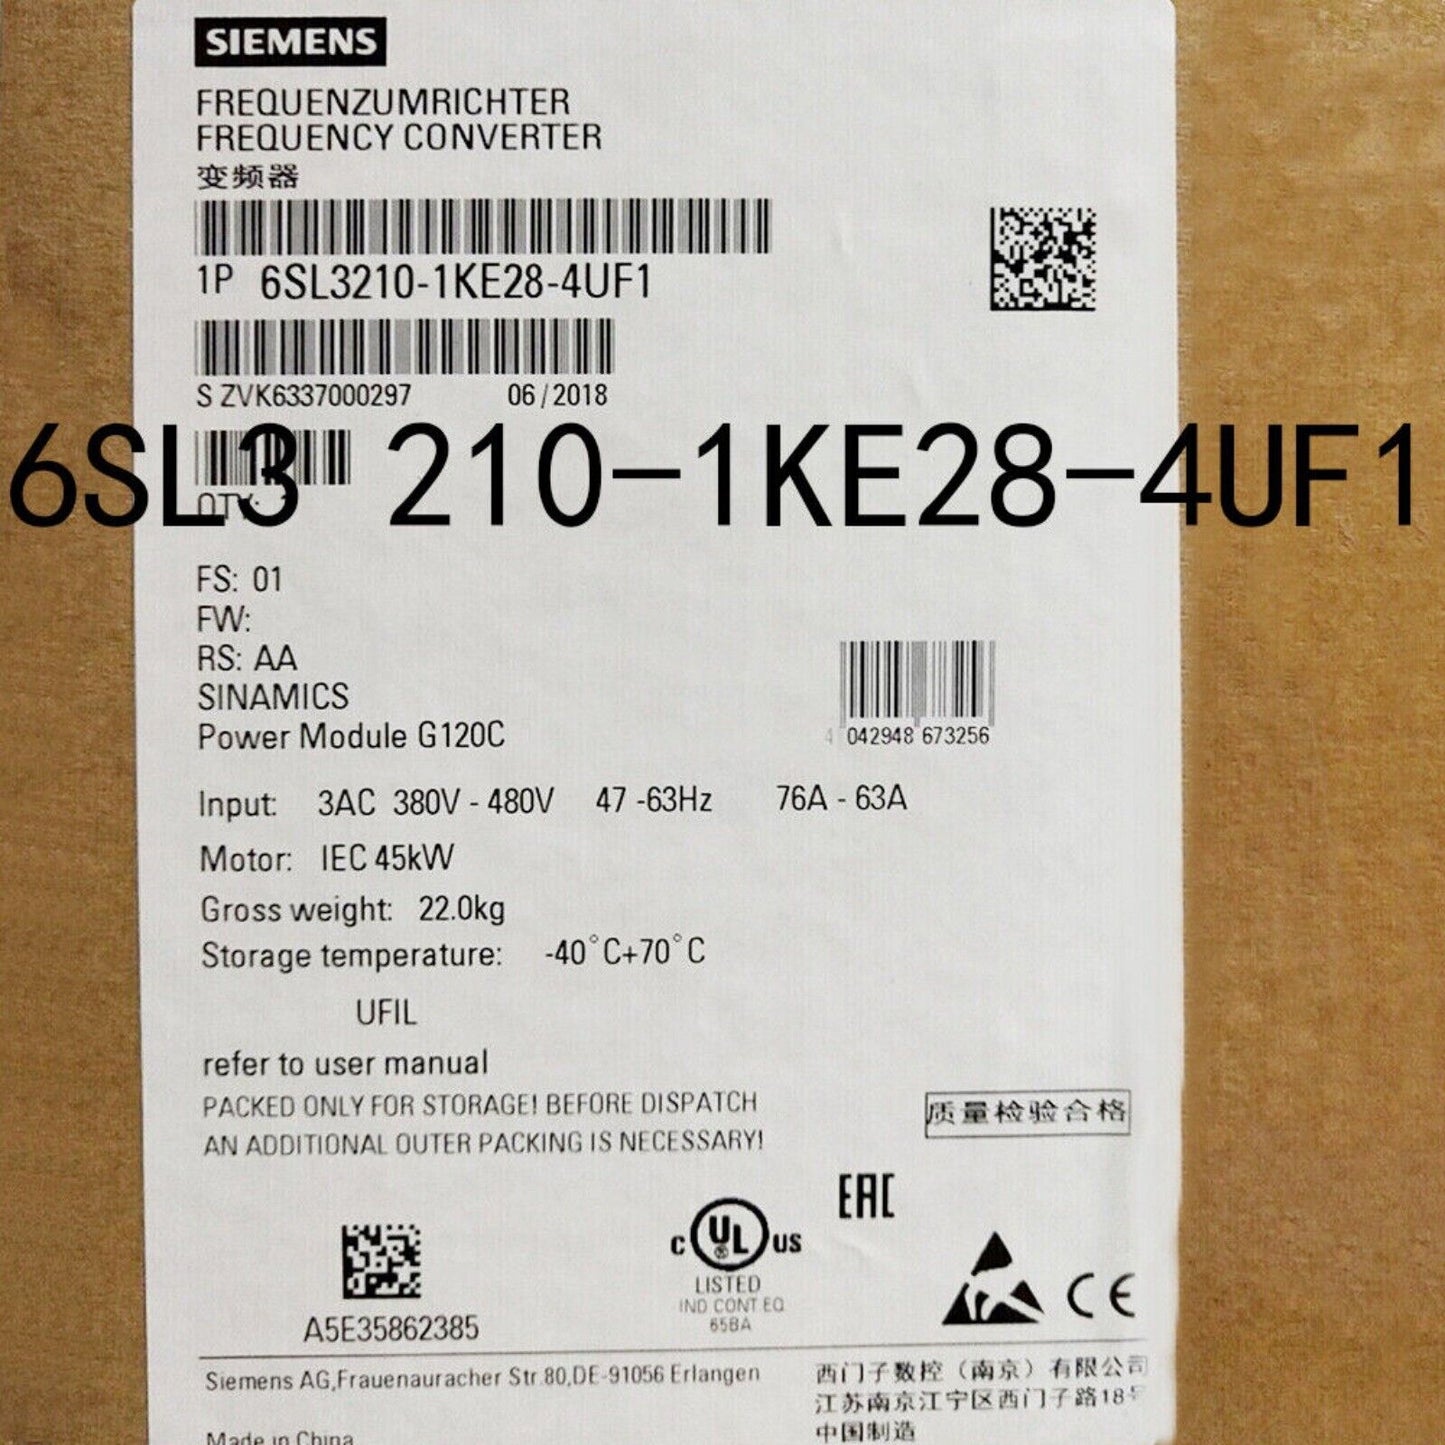 SIEMENS
FREQUENZUMRICHTER
FREQUENCY CONVERTER
变频器
1P 6SL3210-1KE28-4UF1
S ZVK6337000297 06/2018
6SL3 210-1KE28-4UF1
QTY:
FS: 01
FW:
RS: AA
SINAMICS
Power Module G120C
4 042948 673256
Input: 3AC 380V - 480V 47 -63Hz 76A - 63A
Motor: IEC 45kW
Gross weight: 22.0kg
Storage temperature: -40°C+70°C
UFIL
refer to user manual
PACKED ONLY FOR STORAGE! BEFORE DISPATCH
AN ADDITIONAL OUTER PACKING IS NECESSARY!
质量检验合格
EAC
C UL ® US
LISTED
IND CONT EQ
65BA
CE
A5E35862385
Siemens AG,Frauenauracher Str.80,DE-91056 Erlangen
Made in China
西门子数控（南京）有限公司
江苏南京江宁区西门子路18号
中国制造